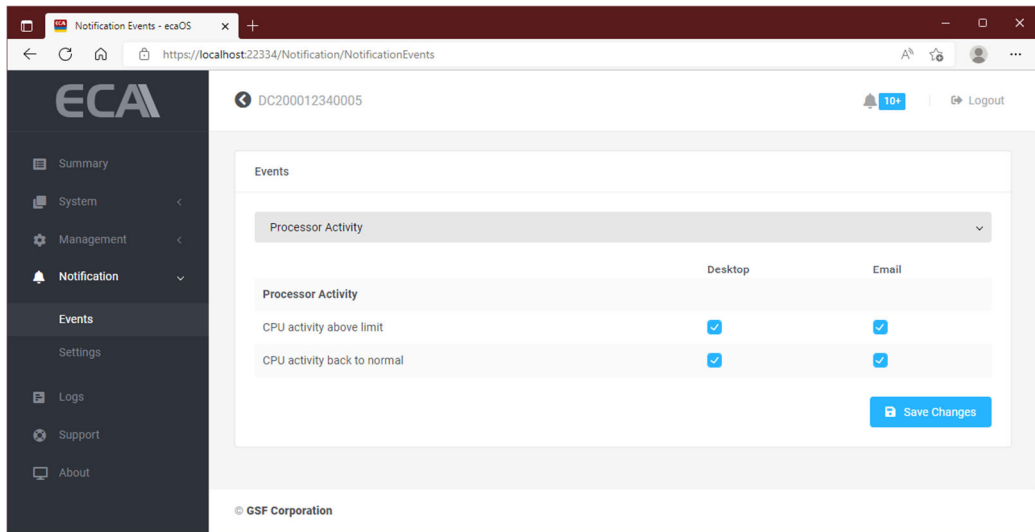 ECA Notification Events - ecaOS
https://localhost:22334/Notification/NotificationEvents
ECA
DC200012340005
10+
Logout
Summary
System
Management
Notification
Events
Settings
Logs
Support
About
Events
Processor Activity
Desktop Email
Processor Activity
CPU activity above limit
CPU activity back to normal
Save Changes
© GSF Corporation